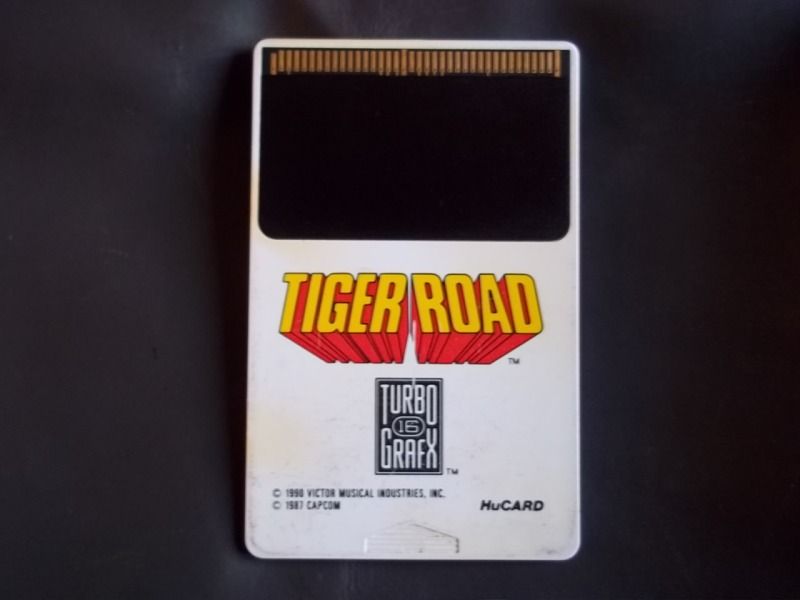 TIGER ROAD
TM
TURBO
16
GRAFX
TM
© 1990 VICTOR MUSICAL INDUSTRIES, INC.
© 1987 CAPCOM
HuCARD